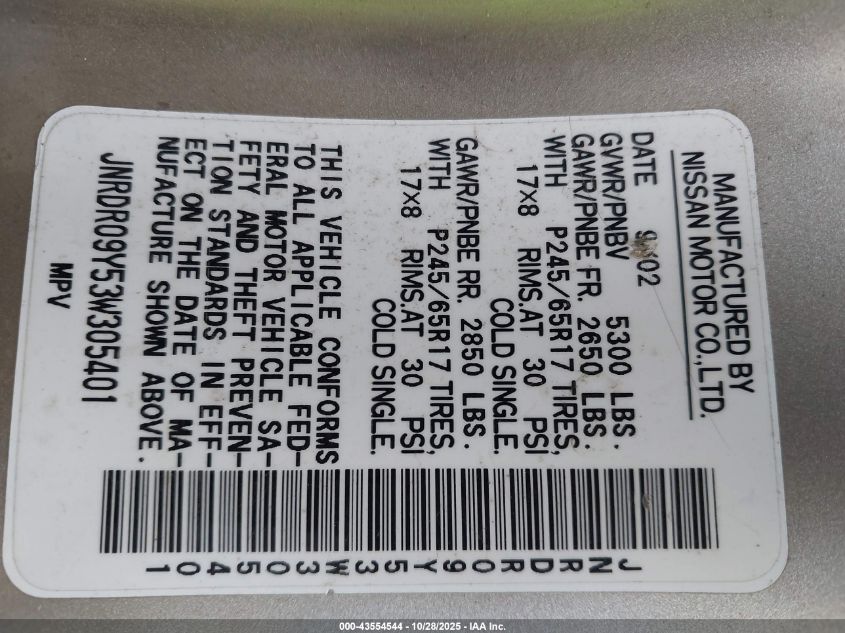 MANUFACTURED BY
NISSAN MOTOR CO.,LTD.
DATE 9/02
GVWR/PNBV 5300 LBS.
GAWR/PNBE FR. 2650 LBS.
WITH P245/65R17 TIRES,
17X8 RIMS.AT 30 PSI
COLD SINGLE.
GAWR/PNBE RR. 2850 LBS.
WITH P245/65R17 TIRES,
17X8 RIMS.AT 30 PSI
COLD SINGLE.
THIS VEHICLE CONFORMS
TO ALL APPLICABLE FED-
ERAL MOTOR VEHICLE SA-
FETY AND THEFT PREVEN-
TION STANDARDS IN EFF-
ECT ON THE DATE OF MA-
NUFACTURE SHOWN ABOVE.
JNRDR09Y53W305401
MPV
JNRDR09Y53W305401
000-43554544 - 10/28/2025 - IAA Inc.